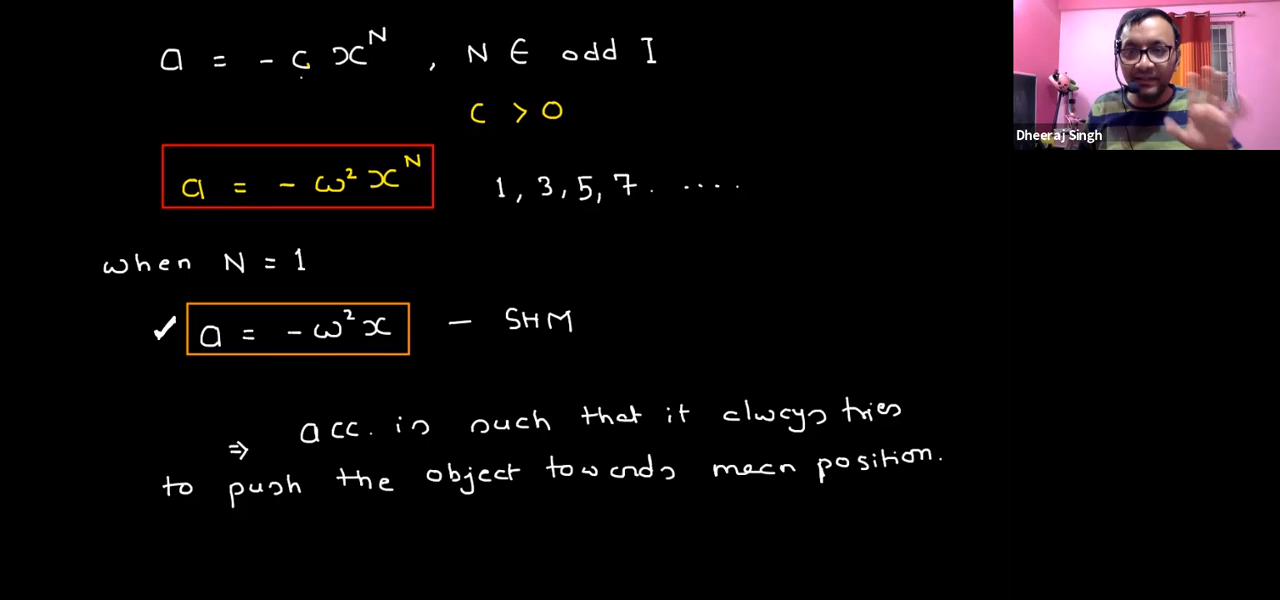 a = - c x^N , N ∈ odd I
c > 0
a = - ω² x^N 1, 3, 5, 7. ....
when N = 1
✓ a = - ω² x — SHM
⇒ acc. is such that it always tries
to push the object towards mean position.
Dheeraj Singh